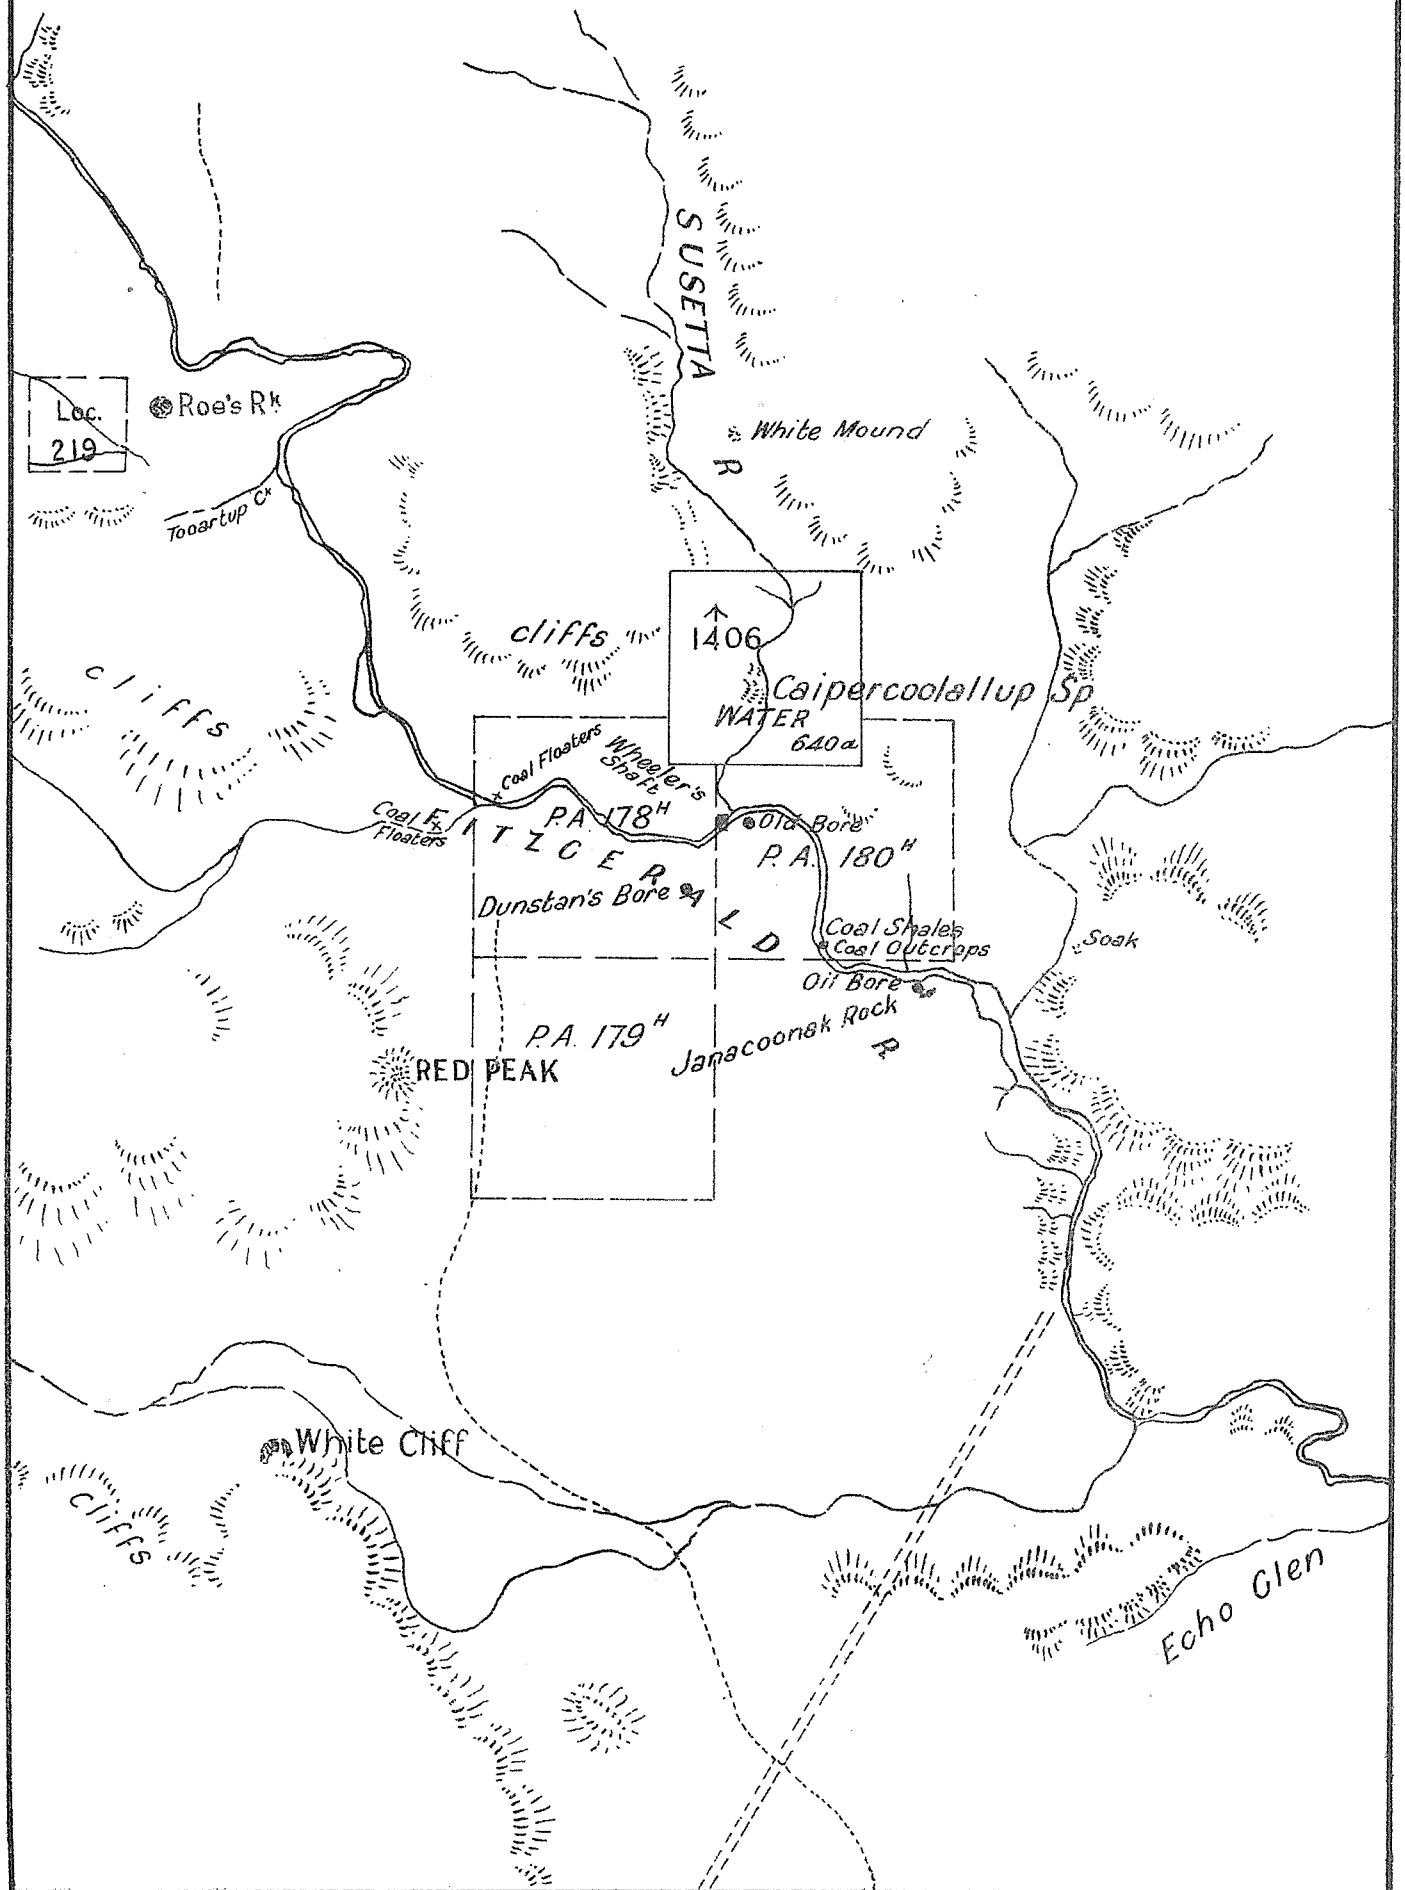 SUSETTA
R
Loc.
219
Roe's Rk
White Mound
Tooartup Ck
cliffs
1406
cliffs
Caipercoolallup Sp
WATER
640a
Coal Floaters
Wheeler's
Shaft
Coal
Floaters
P.A. 178H
Old Bore
P.A. 180H
FITZGERALD
R
Dunstan's Bore
Coal Shales
Coal Outcrops
Soak
Oil Bore
Janacoonak Rock
P.A. 179H
RED PEAK
White Cliff
cliffs
Echo Glen